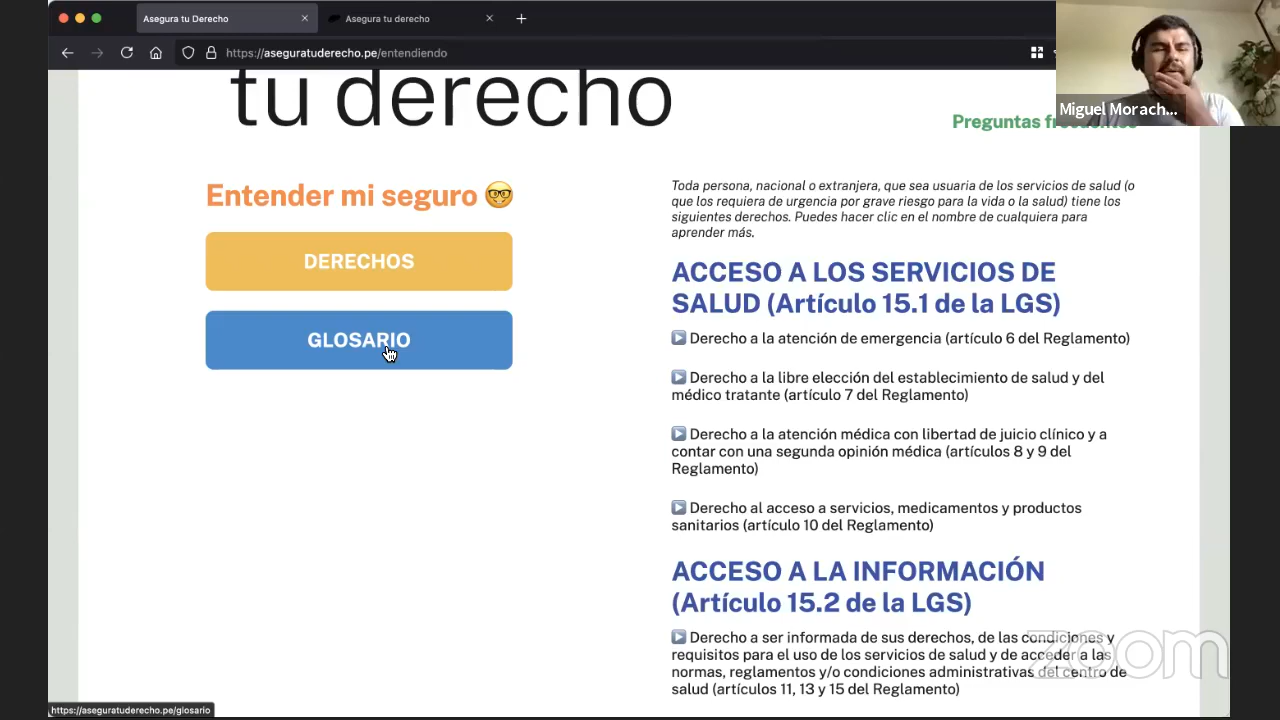 Asegura tu Derecho
Asegura tu derecho
https://aseguratuderecho.pe/entendiendo
Miguel Morach...
tu derecho
Preguntas
Entender mi seguro
DERECHOS
GLOSARIO
Toda persona, nacional o extranjera, que sea usuaria de los servicios de salud (o
que los requiera de urgencia por grave riesgo para la vida o la salud) tiene los
siguientes derechos. Puedes hacer clic en el nombre de cualquiera para
aprender más.
ACCESO A LOS SERVICIOS DE
SALUD (Artículo 15.1 de la LGS)
Derecho a la atención de emergencia (artículo 6 del Reglamento)
Derecho a la libre elección del establecimiento de salud y del
médico tratante (artículo 7 del Reglamento)
Derecho a la atención médica con libertad de juicio clínico y a
contar con una segunda opinión médica (artículos 8 y 9 del
Reglamento)
Derecho al acceso a servicios, medicamentos y productos
sanitarios (artículo 10 del Reglamento)
ACCESO A LA INFORMACIÓN
(Artículo 15.2 de la LGS)
Derecho a ser informada de sus derechos, de las condiciones y
requisitos para el uso de los servicios de salud y de acceder a las
normas, reglamentos y/o condiciones administrativas del centro de
salud (artículos 11, 13 y 15 del Reglamento)
zoom
https://aseguratuderecho.pe/glosario